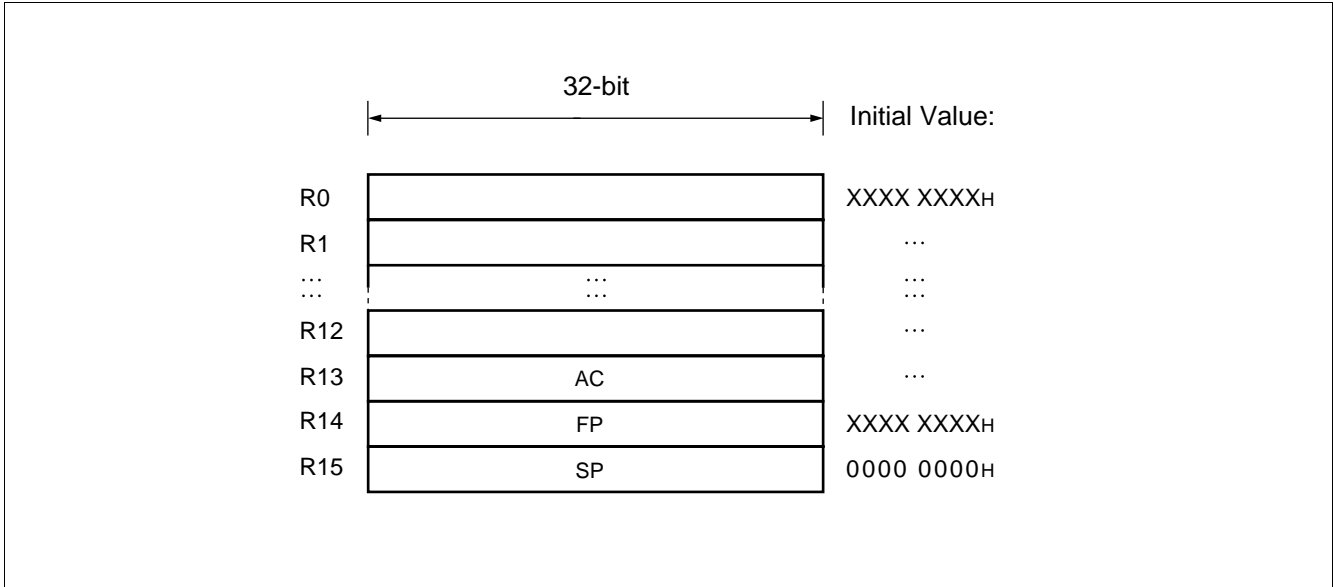 32-bit
Initial Value:
R0 XXXX XXXXH
R1 ...
... ... ...
... ... ...
R12 ...
R13 AC ...
R14 FP XXXX XXXXH
R15 SP 0000 0000H